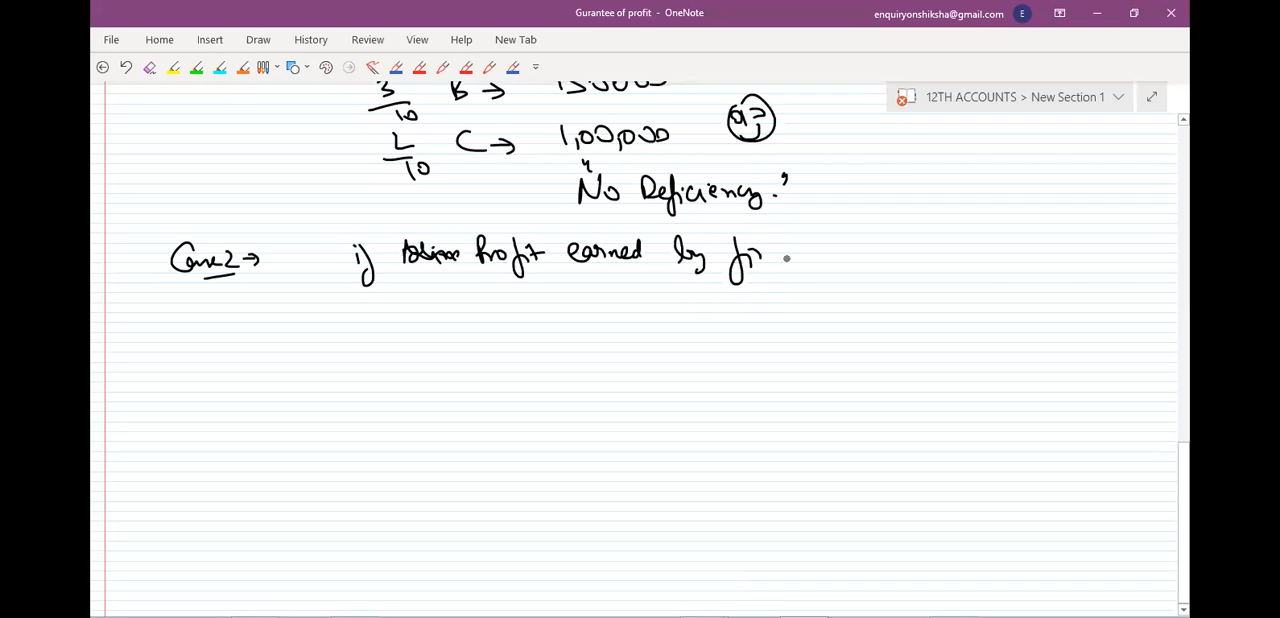 Gurantee of profit - OneNote
enquiryonshiksha@gmail.com E
File Home Insert Draw History Review View Help New Tab
12TH ACCOUNTS > New Section 1
3/10 B →
2/10 C → 1,00,000
"No Deficiency."
Case 2 → i) Profit earned by fir